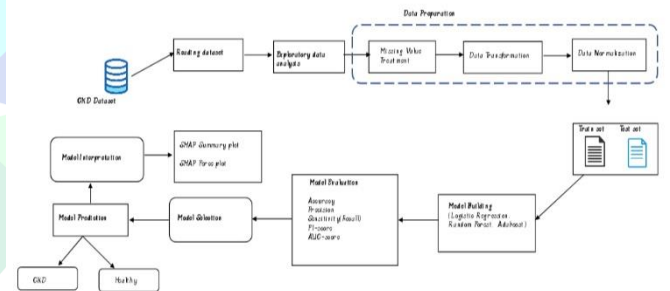 Data Preparation
Reading dataset
Exploratory data
analysis
Missing Value
Treatment
Data Transformation
Data Normalization
CKD Dataset
Train set
Test set
Model Interpretation
SHAP Summary plot
SHAP Force plot
Model Evaluation
Accuracy
Precision
Sensitivity(Recall)
F1-score
AUC-score
Model Building
(Logistic Regression,
Random Forest, Adaboost)
Model Selection
Model Prediction
CKD
Healthy